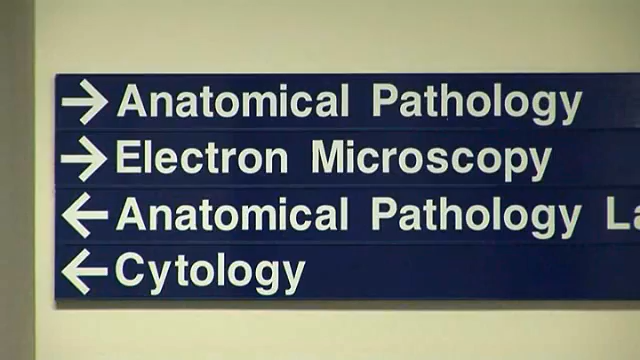 → Anatomical Pathology
→ Electron Microscopy
← Anatomical Pathology La
← Cytology